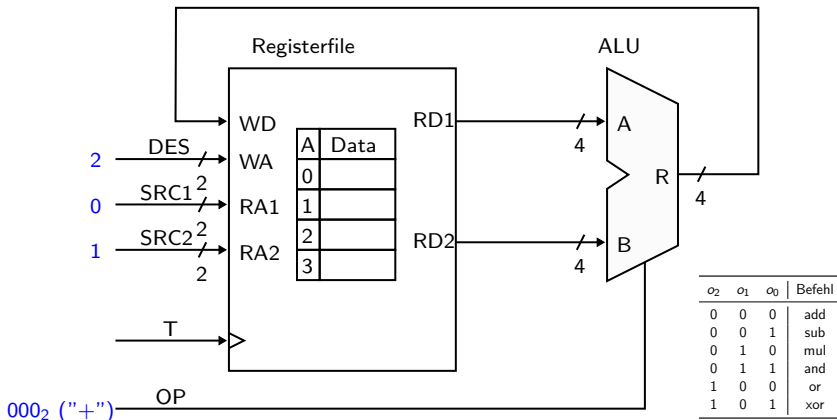 Registerfile
ALU
WD
RD1
A Data
A
4
2 DES WA
2
0
0 SRC1 RA1
2
1
R
4
1 SRC2 RA2
2
2
RD2
B
4
3
T
o2 o1 o0 Befehl
0 0 0 add
0 0 1 sub
0 1 0 mul
0 1 1 and
1 0 0 or
1 0 1 xor
OP
000₂ ("+")